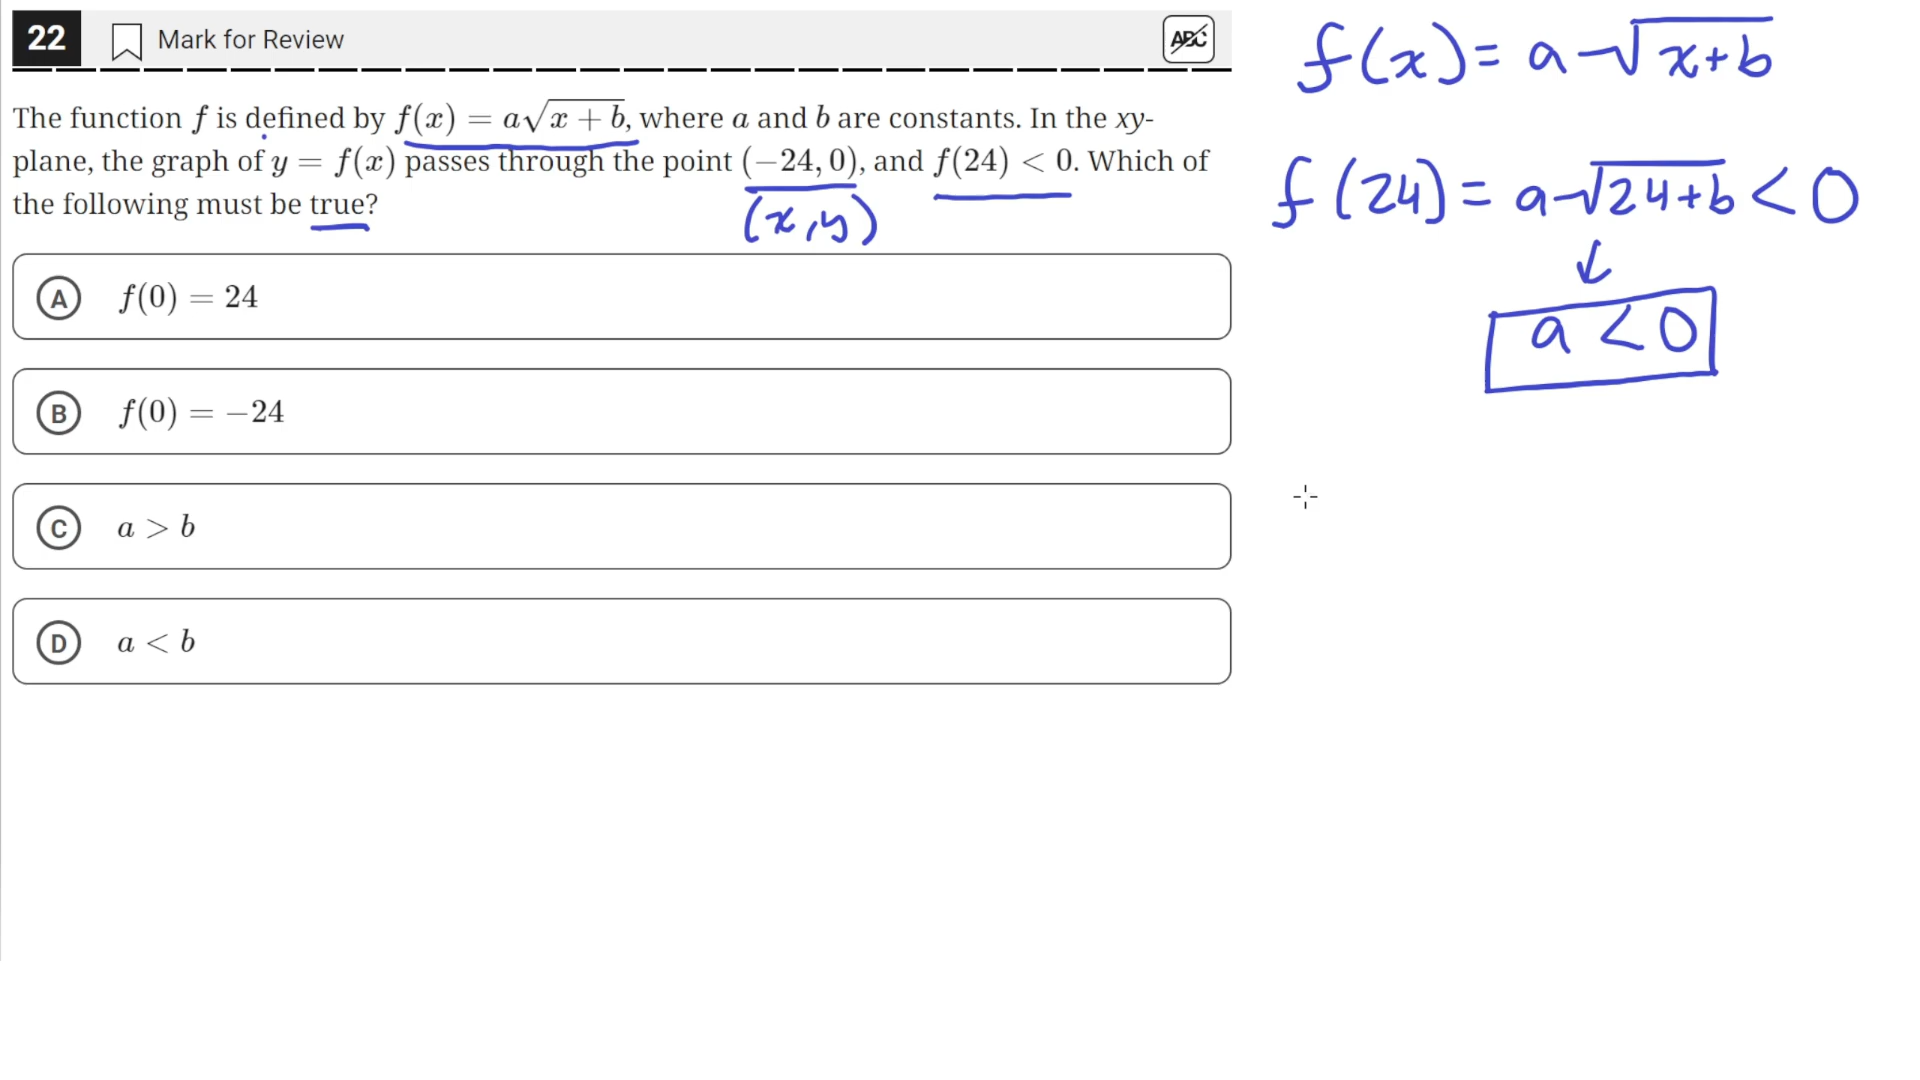 22 Mark for Review ABC
The function f is defined by f(x) = a√(x + b), where a and b are constants. In the xy-
plane, the graph of y = f(x) passes through the point (−24, 0), and f(24) < 0. Which of
the following must be true?
(x,y)
A f(0) = 24
B f(0) = −24
C a > b
D a < b
f(x) = a√(x+b)
f(24) = a√(24+b) < 0
↓
a < 0